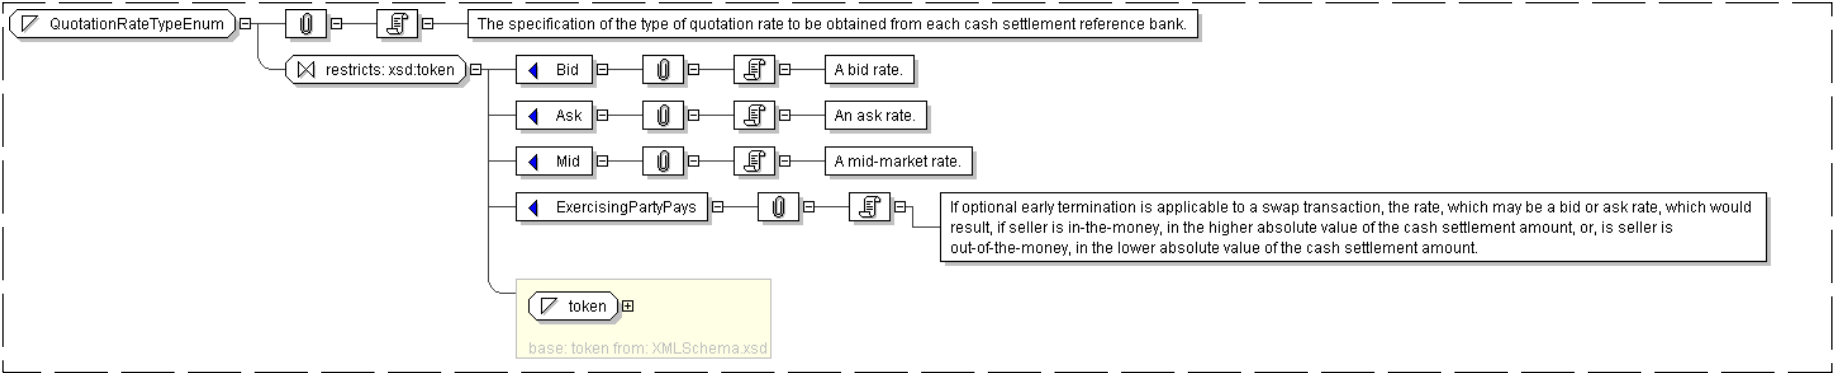 QuotationRateTypeEnum
The specification of the type of quotation rate to be obtained from each cash settlement reference bank.
restricts: xsd:token
Bid
A bid rate.
Ask
An ask rate.
Mid
A mid-market rate.
ExercisingPartyPays
If optional early termination is applicable to a swap transaction, the rate, which may be a bid or ask rate, which would
result, if seller is in-the-money, in the higher absolute value of the cash settlement amount, or, is seller is
out-of-the-money, in the lower absolute value of the cash settlement amount.
token
base: token from: XMLSchema.xsd